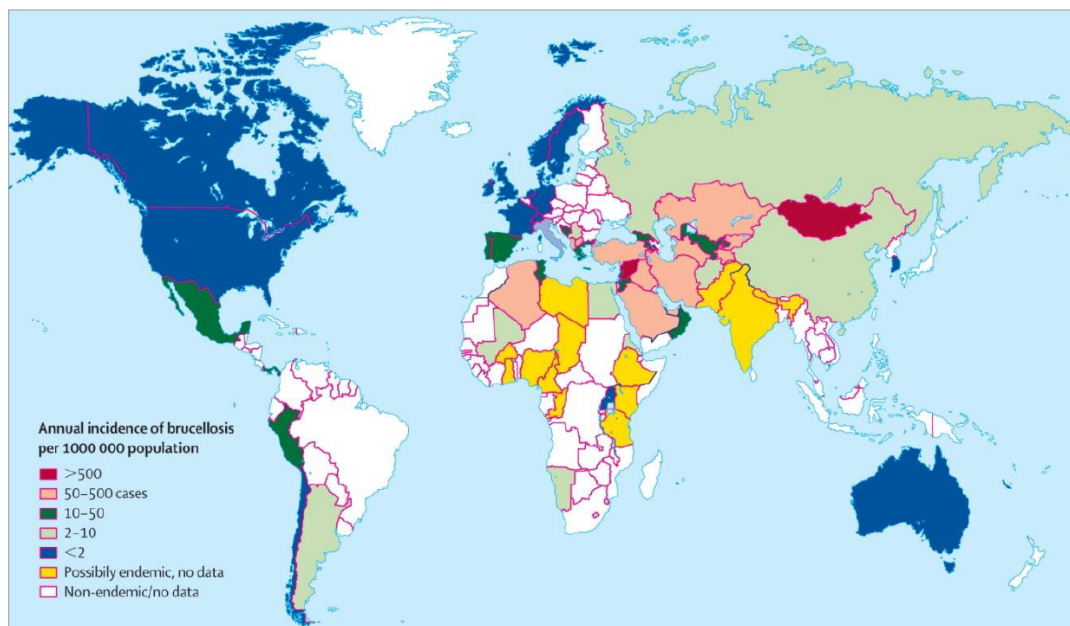 Annual incidence of brucellosis
per 1000 000 population
>500
50–500 cases
10–50
2–10
<2
Possibily endemic, no data
Non-endemic/no data